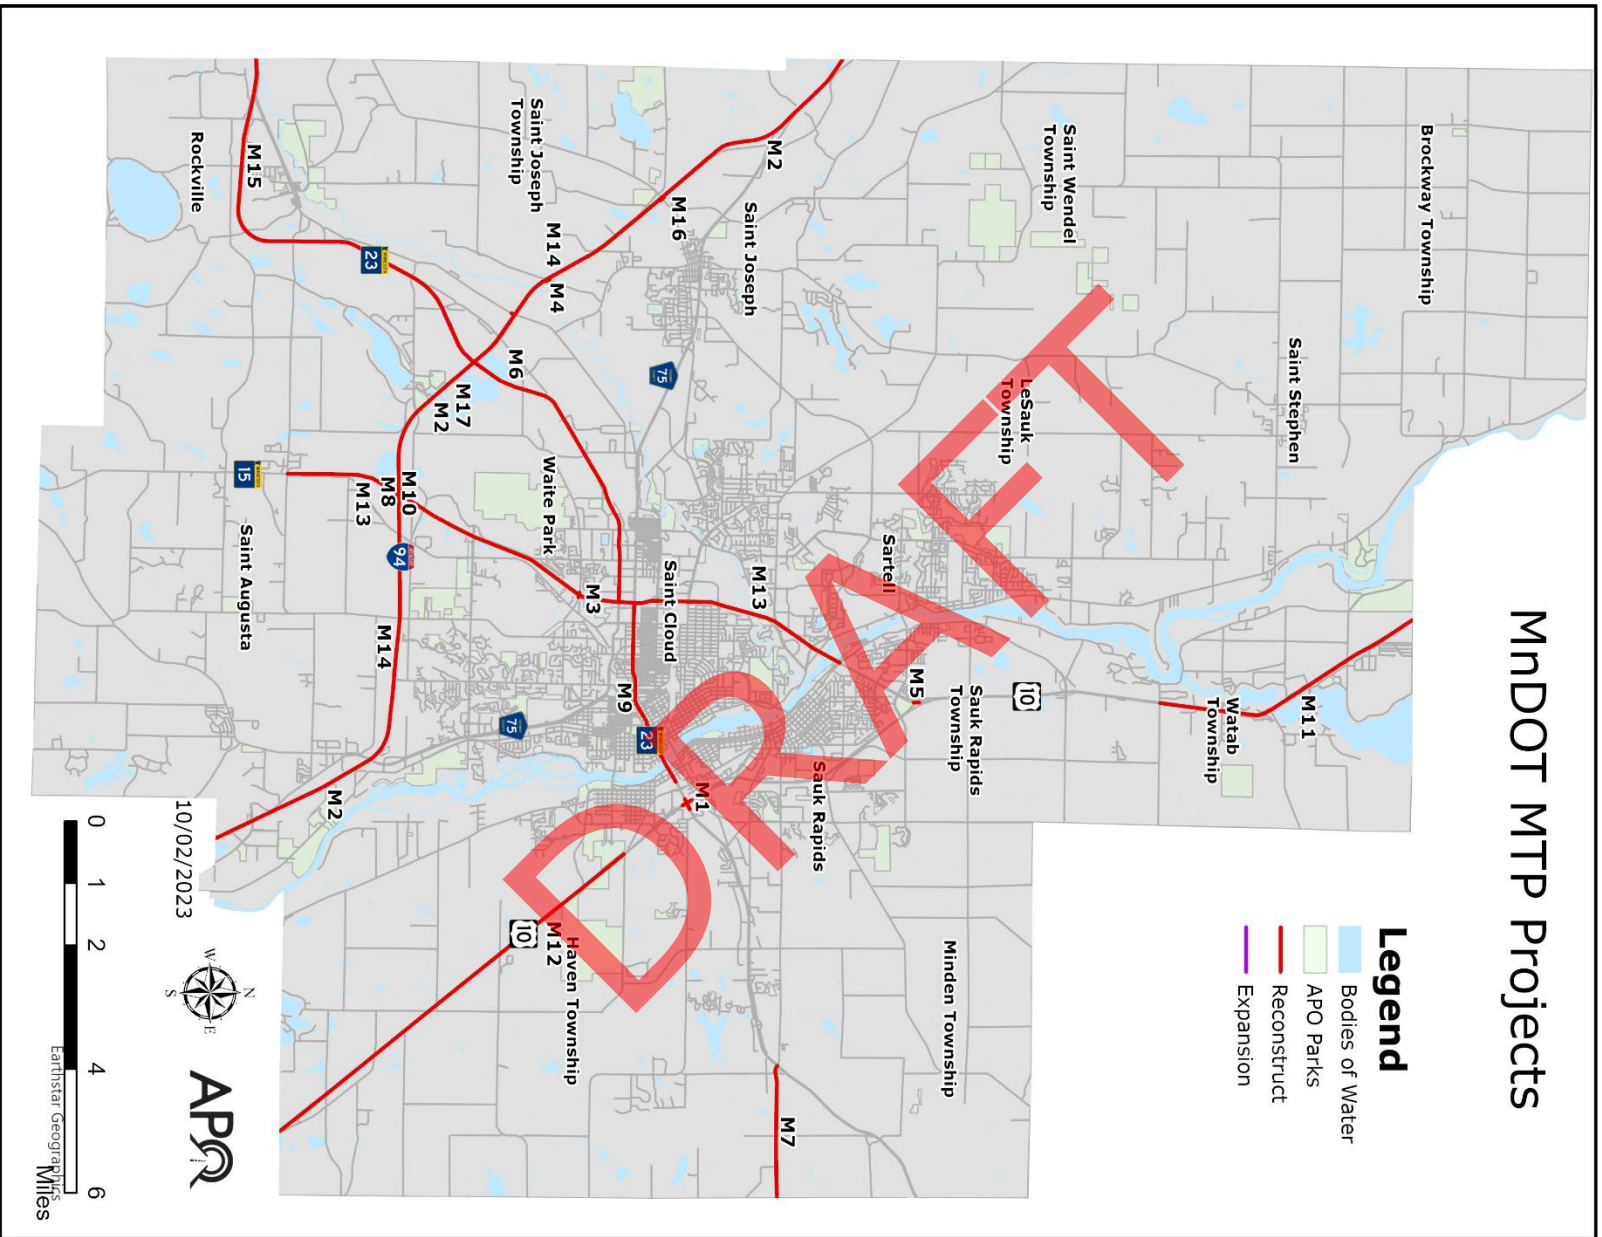 MnDOT MTP Projects
Legend
Bodies of Water
APO Parks
Reconstruct
Expansion
Brockway Township
Saint Stephen
Saint Wendel
Township
LeSauk
Township
M11
Watab
Township
10
Sartell
Sauk Rapids
Township
M5
Minden Township
Sauk Rapids
M2
Saint Joseph
M16
75
M13
Saint Cloud
M7
M1
23
M9
M3
Saint Joseph
Township
M14
M4
M6
Waite Park
M17
M2
Haven Township
M12
10
75
M15
23
Rockville
M10
M8
M13
94
M14
15
Saint Augusta
M2
DRAFT
10/02/2023
N
W
E
S
APO
0 1 2 4 6
Miles
Earthstar Geographics